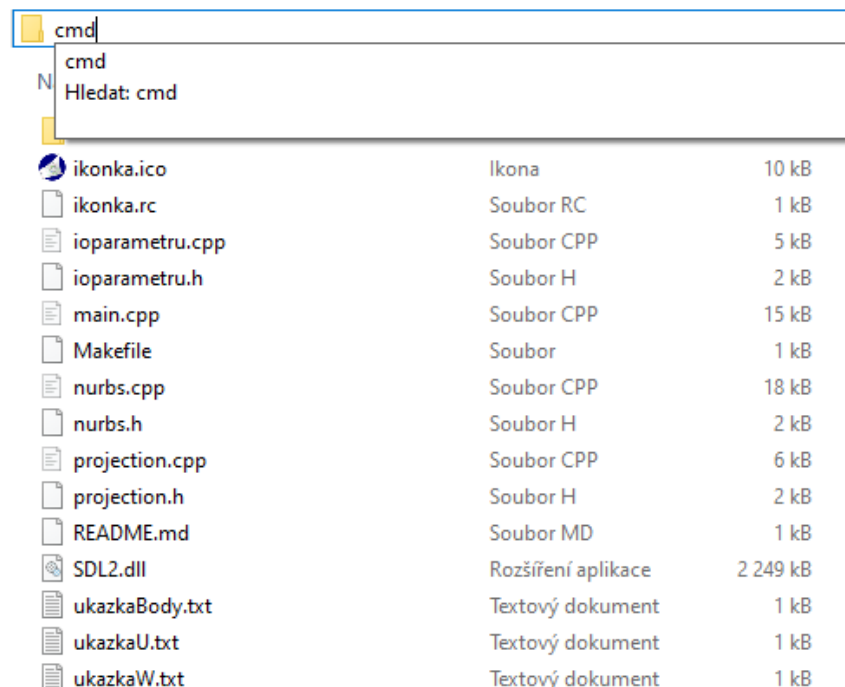 cmd
cmd
Hledat: cmd
ikonka.ico Ikona 10 kB
ikonka.rc Soubor RC 1 kB
ioparametru.cpp Soubor CPP 5 kB
ioparametru.h Soubor H 2 kB
main.cpp Soubor CPP 15 kB
Makefile Soubor 1 kB
nurbs.cpp Soubor CPP 18 kB
nurbs.h Soubor H 2 kB
projection.cpp Soubor CPP 6 kB
projection.h Soubor H 2 kB
README.md Soubor MD 1 kB
SDL2.dll Rozšíření aplikace 2 249 kB
ukazkaBody.txt Textový dokument 1 kB
ukazkaU.txt Textový dokument 1 kB
ukazkaW.txt Textový dokument 1 kB